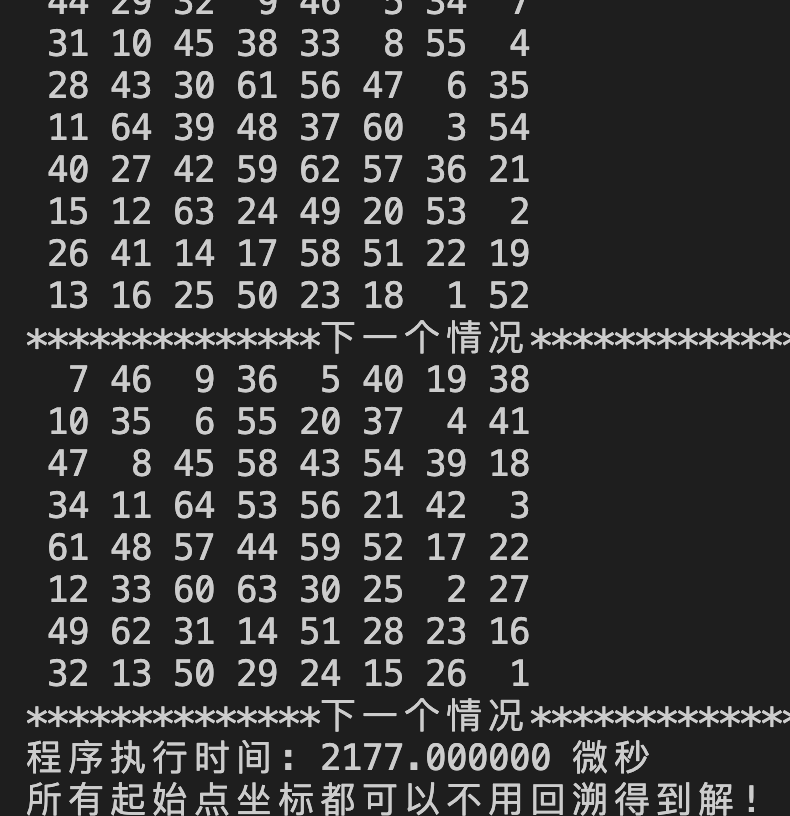 44 29 32 9 46 5 34 7
31 10 45 38 33 8 55 4
28 43 30 61 56 47 6 35
11 64 39 48 37 60 3 54
40 27 42 59 62 57 36 21
15 12 63 24 49 20 53 2
26 41 14 17 58 51 22 19
13 16 25 50 23 18 1 52
**************下一个情况*************
7 46 9 36 5 40 19 38
10 35 6 55 20 37 4 41
47 8 45 58 43 54 39 18
34 11 64 53 56 21 42 3
61 48 57 44 59 52 17 22
12 33 60 63 30 25 2 27
49 62 31 14 51 28 23 16
32 13 50 29 24 15 26 1
**************下一个情况*************
程序执行时间: 2177.000000 微秒
所有起始点坐标都可以不用回溯得到解!